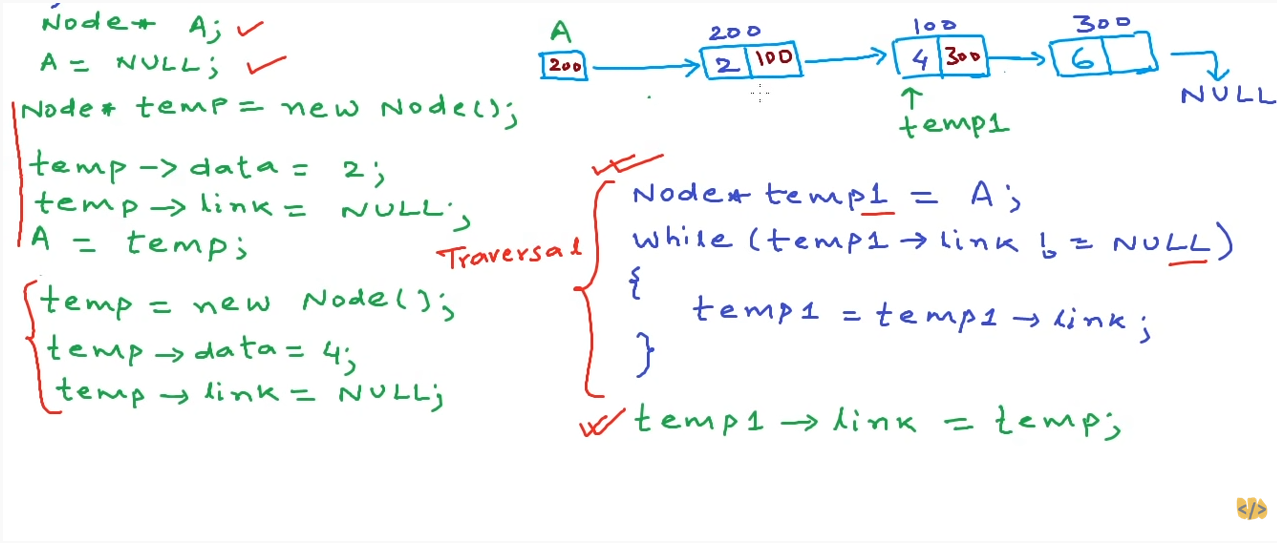 Node* A;
A = NULL;
Node* temp = new Node();
temp -> data = 2;
temp -> link = NULL;
A = temp;
temp = new Node();
temp -> data = 4;
temp -> link = NULL;
A
200
200
2 100
100
4 300
300
6
NULL
temp1
Traversal
Node* temp1 = A;
while (temp1 -> link != NULL)
{
temp1 = temp1 -> link;
}
temp1 -> link = temp;
</>